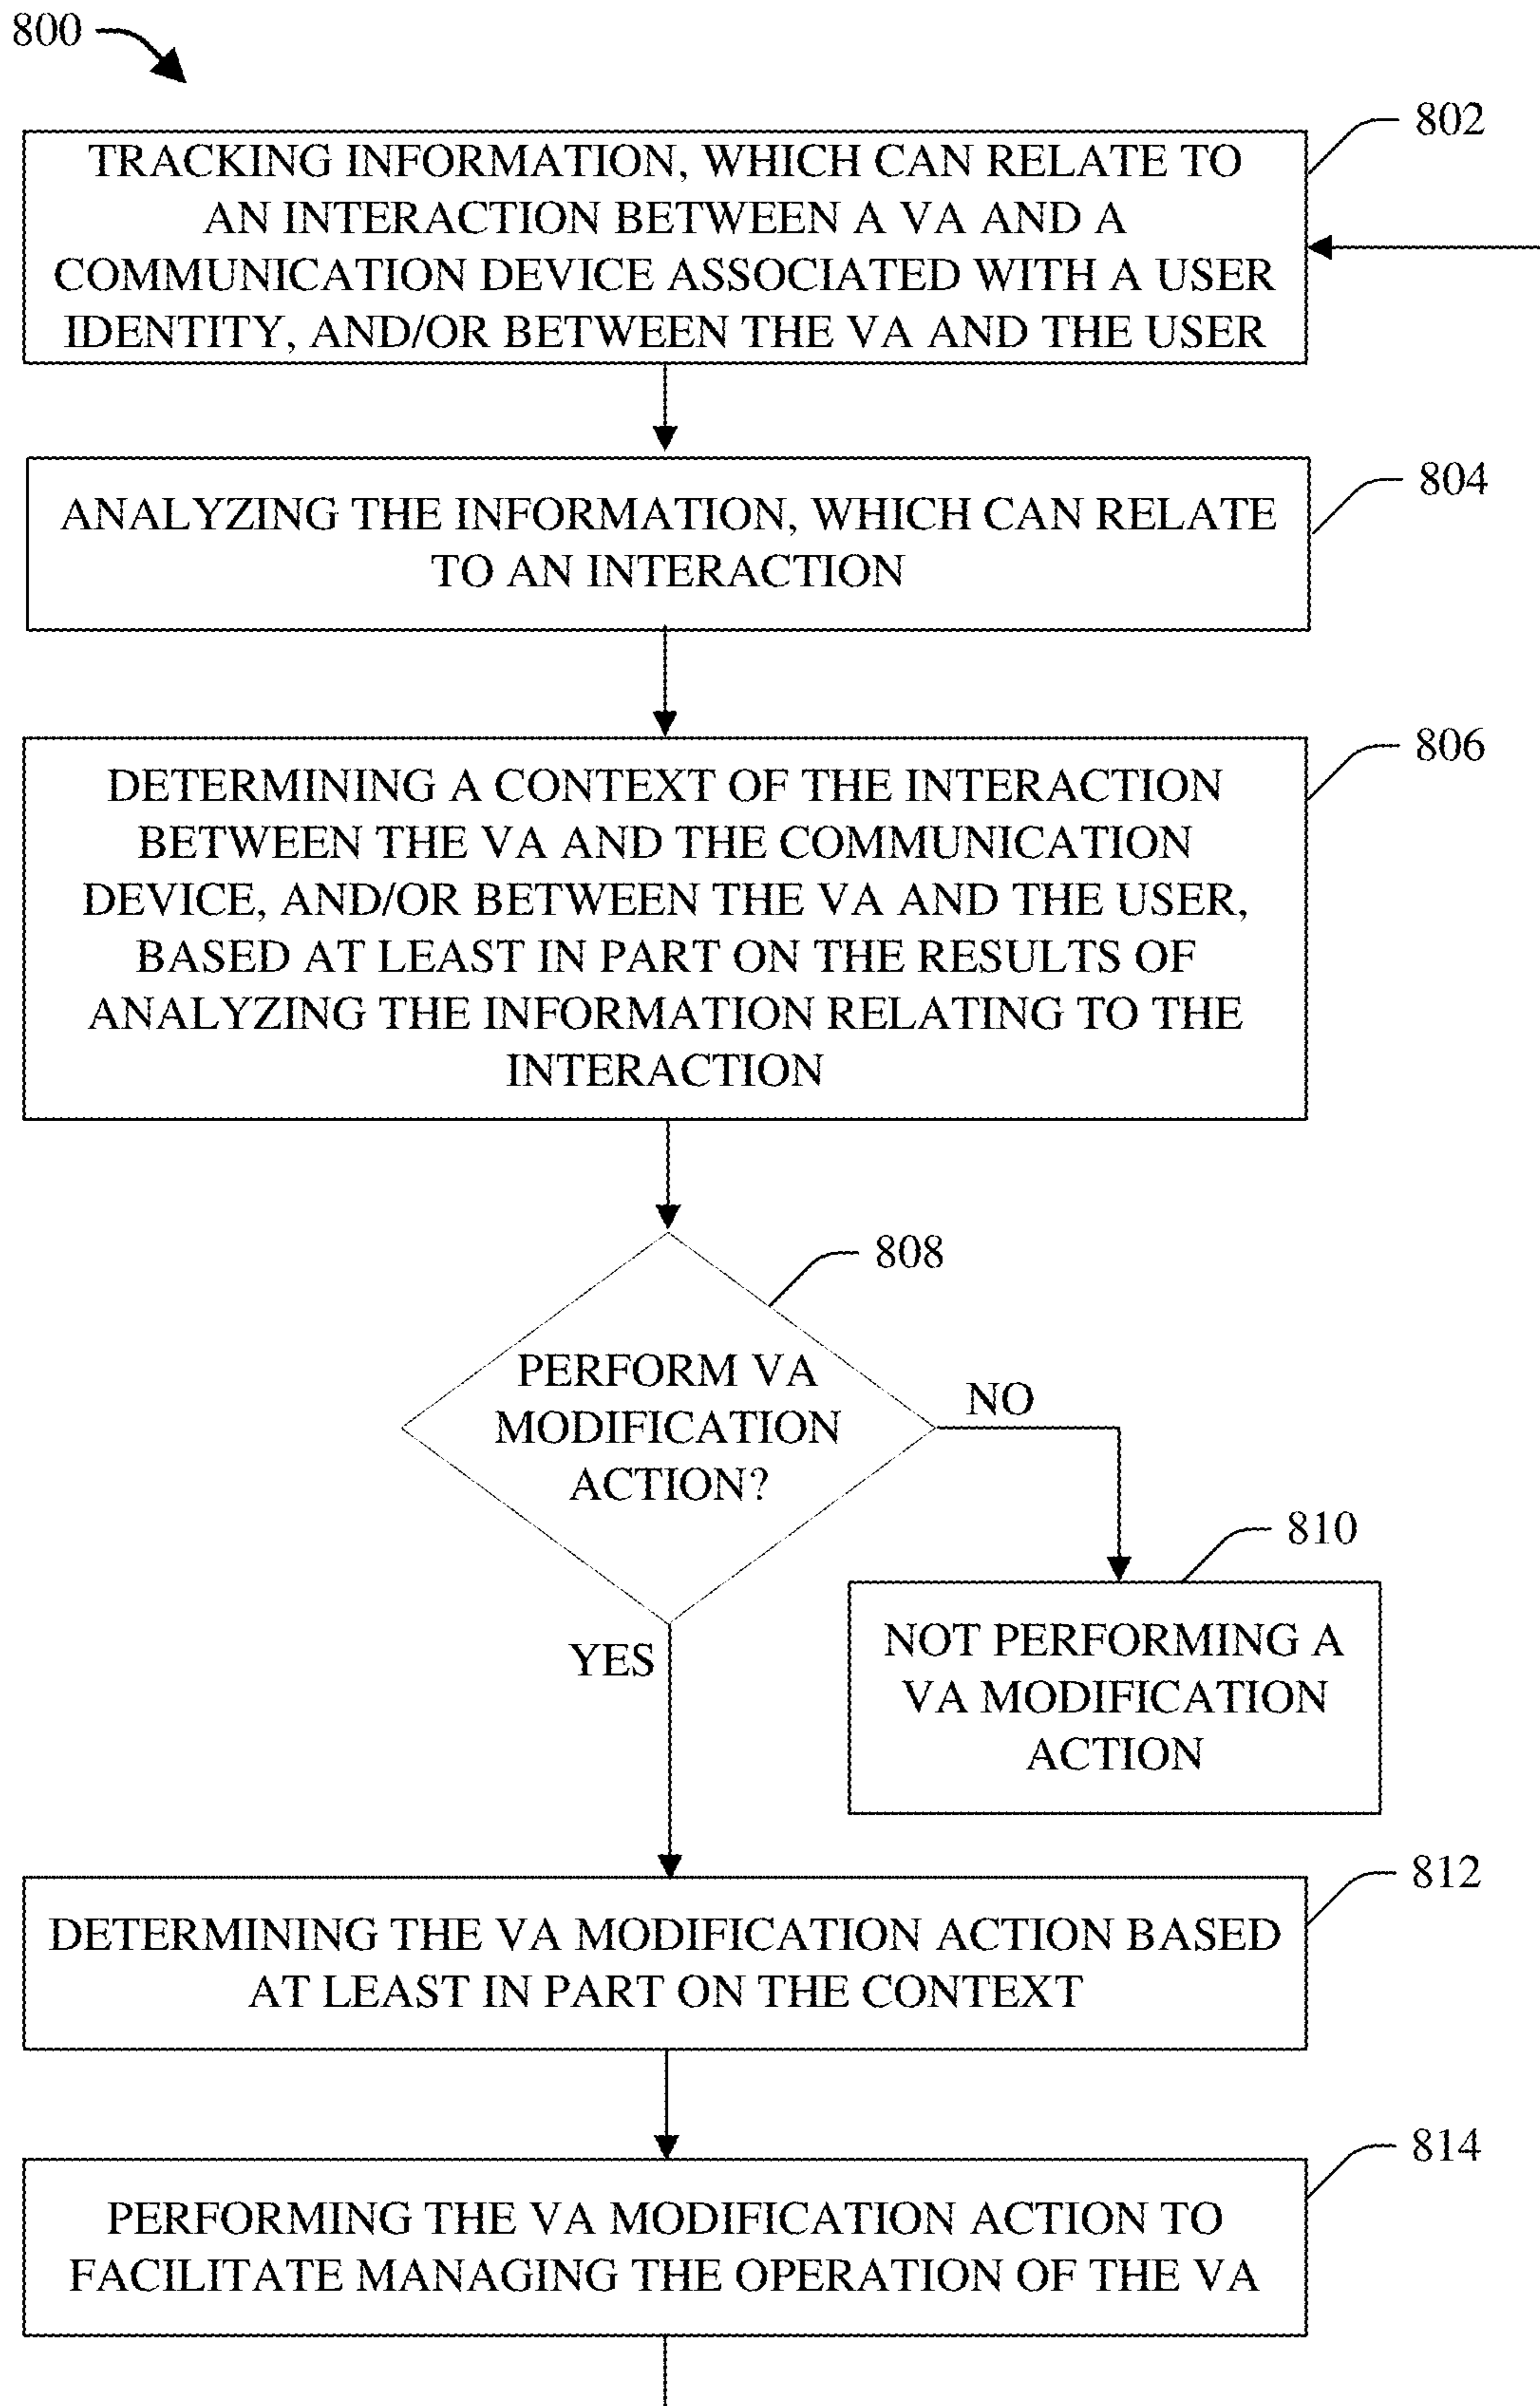 800
802
TRACKING INFORMATION, WHICH CAN RELATE TO
AN INTERACTION BETWEEN A VA AND A
COMMUNICATION DEVICE ASSOCIATED WITH A USER
IDENTITY, AND/OR BETWEEN THE VA AND THE USER
804
ANALYZING THE INFORMATION, WHICH CAN RELATE
TO AN INTERACTION
806
DETERMINING A CONTEXT OF THE INTERACTION
BETWEEN THE VA AND THE COMMUNICATION
DEVICE, AND/OR BETWEEN THE VA AND THE USER,
BASED AT LEAST IN PART ON THE RESULTS OF
ANALYZING THE INFORMATION RELATING TO THE
INTERACTION
808
PERFORM VA
MODIFICATION
ACTION?
NO
810
NOT PERFORMING A
VA MODIFICATION
ACTION
YES
812
DETERMINING THE VA MODIFICATION ACTION BASED
AT LEAST IN PART ON THE CONTEXT
814
PERFORMING THE VA MODIFICATION ACTION TO
FACILITATE MANAGING THE OPERATION OF THE VA